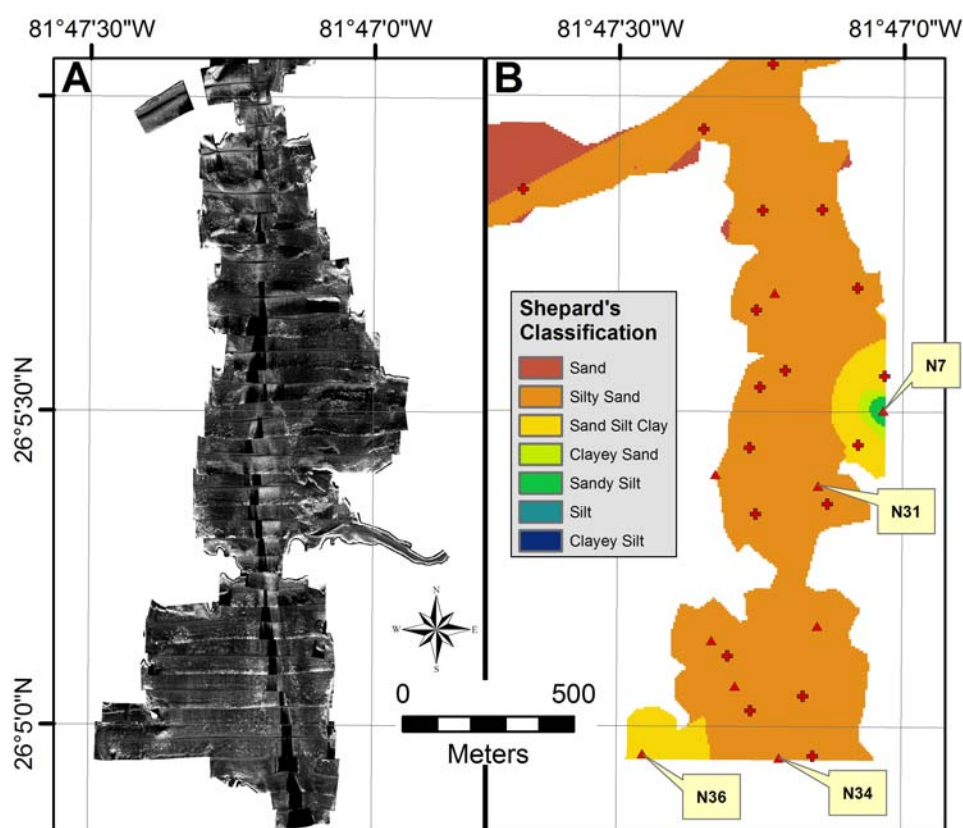 81°47'30"W
81°47'0"W
81°47'30"W
81°47'0"W
A
B
26°5'30"N
26°5'0"N
Shepard's
Classification
Sand
Silty Sand
Sand Silt Clay
Clayey Sand
Sandy Silt
Silt
Clayey Silt
N7
N31
N
W
E
S
0
500
Meters
N36
N34